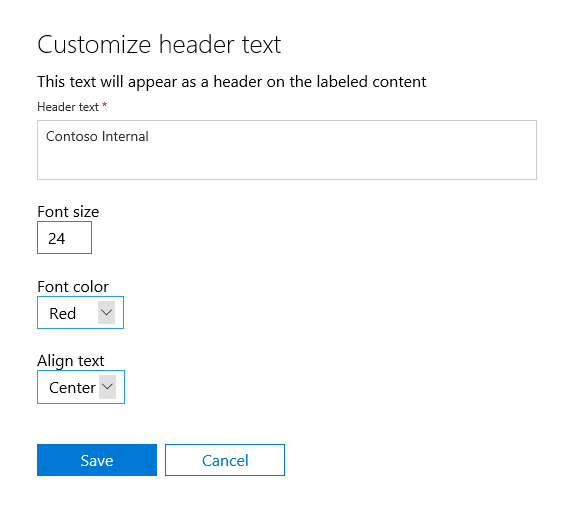 Customize header text
This text will appear as a header on the labeled content
Header text *
Contoso Internal
Font size
24
Font color
Red
Align text
Center
Save Cancel